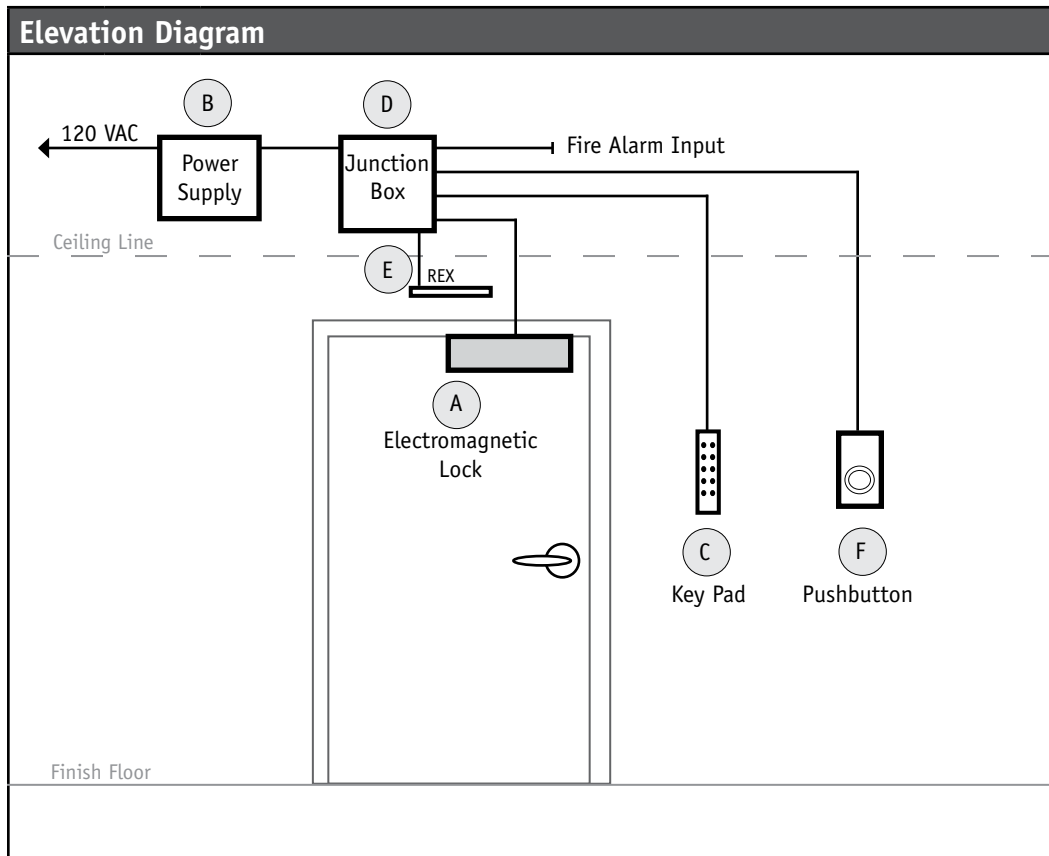 Elevation Diagram
B
D
120 VAC
Fire Alarm Input
Power
Supply
Junction
Box
Ceiling Line
E
REX
A
Electromagnetic
Lock
C
F
Key Pad
Pushbutton
Finish Floor